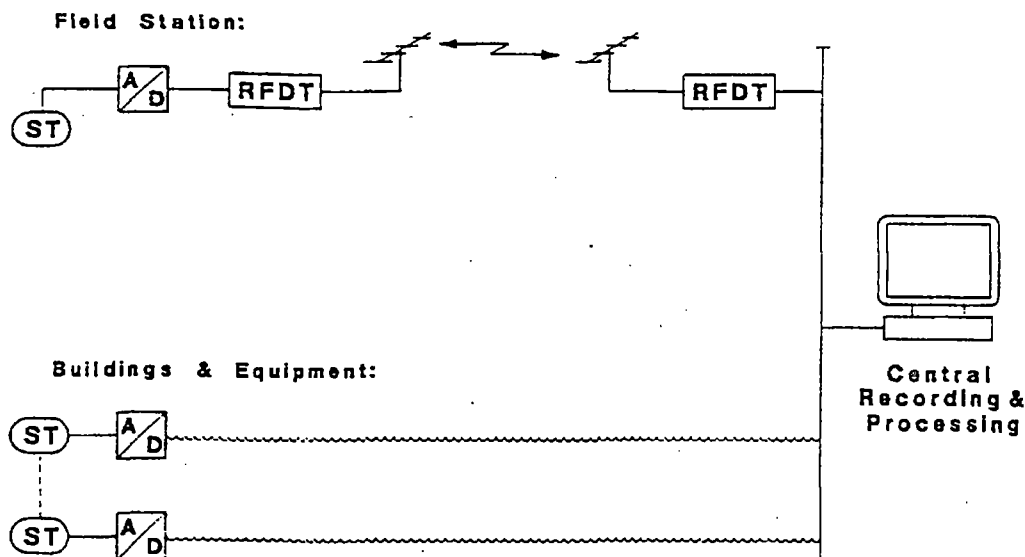 Field Station:
A/D
RFDT
RFDT
ST
Buildings & Equipment:
Central
Recording &
Processing
ST
A/D
ST
A/D